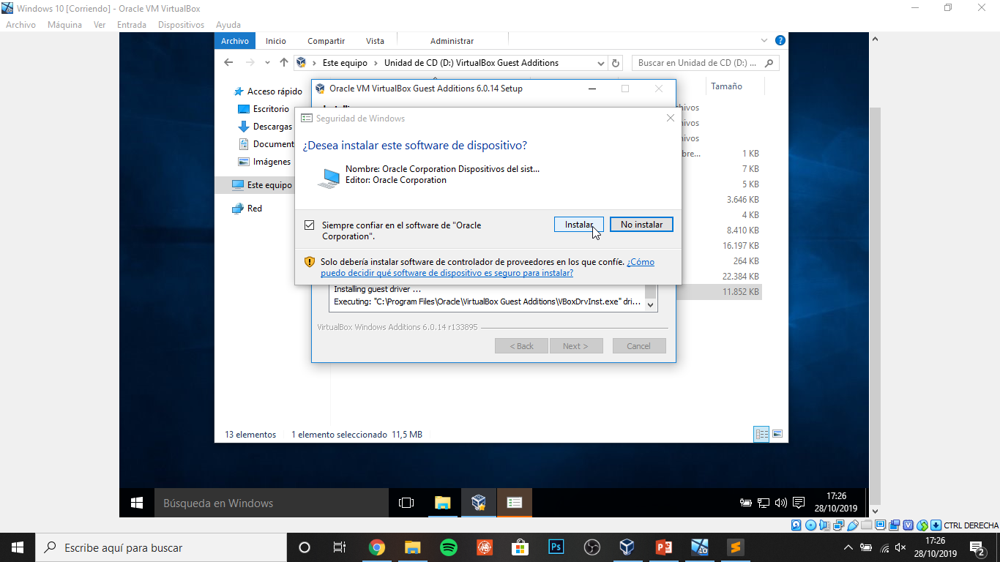 Windows 10 [Corriendo] - Oracle VM VirtualBox
Archivo Máquina Ver Entrada Dispositivos Ayuda
Archivo Inicio Compartir Vista Administrar
Este equipo Unidad de CD (D:) VirtualBox Guest Additions
Buscar en Unidad de CD (D:) ...
Acceso rápido
Escritorio
Descargas
Imágenes
Este equipo
Red
Tamaño
1 KB
7 KB
5 KB
3.646 KB
4 KB
8.410 KB
16.197 KB
264 KB
22.384 KB
11.852 KB
Oracle VM VirtualBox Guest Additions 6.0.14 Setup
Seguridad de Windows
¿Desea instalar este software de dispositivo?
Nombre: Oracle Corporation Dispositivos del sist...
Editor: Oracle Corporation
Siempre confiar en el software de "Oracle
Corporation".
Instalar No instalar
Solo debería instalar software de controlador de proveedores en los que confíe. ¿Cómo
puedo decidir qué software de dispositivo es seguro para instalar?
Installing guest driver ...
Executing: "C:\Program Files\Oracle\VirtualBox Guest Additions\VBoxDrvInst.exe" dri...
VirtualBox Windows Additions 6.0.14 r133895
< Back Next > Cancel
13 elementos 1 elemento seleccionado 11,5 MB
Búsqueda en Windows
17:26
28/10/2019
CTRL DERECHA
Escribe aquí para buscar
Ps
10
17:26
28/10/2019
2